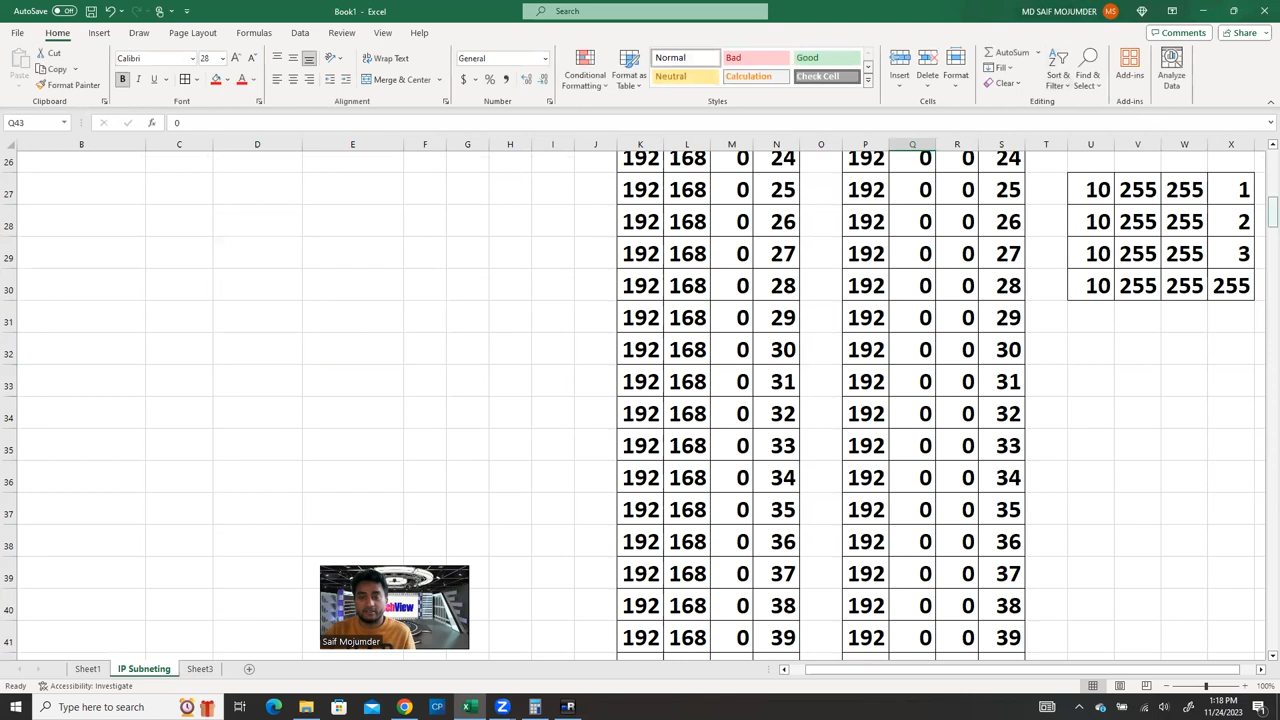 AutoSave Off Book1 - Excel Search MD SAIF MOJUMDER MS
File Home Insert Draw Page Layout Formulas Data Review View Help Comments Share
Paste Cut Copy Format Painter Clipboard
Calibri 28 A A B I U A Font
Wrap Text Merge & Center Alignment
General $ % , Number
Conditional Formatting Format as Table Normal Bad Good
Neutral Calculation Check Cell Styles
Insert Delete Format Cells
AutoSum Fill Clear Sort & Filter Find & Select Editing
Add-ins Add-ins Analyze Data
Q43 fx 0
B C D E F G H I J K L M N O P Q R S T U V W X
26 192 168 0 24 192 0 0 24
27 192 168 0 25 192 0 0 25 10 255 255 1
28 192 168 0 26 192 0 0 26 10 255 255 2
29 192 168 0 27 192 0 0 27 10 255 255 3
30 192 168 0 28 192 0 0 28 10 255 255 255
31 192 168 0 29 192 0 0 29
32 192 168 0 30 192 0 0 30
33 192 168 0 31 192 0 0 31
34 192 168 0 32 192 0 0 32
35 192 168 0 33 192 0 0 33
36 192 168 0 34 192 0 0 34
37 192 168 0 35 192 0 0 35
38 192 168 0 36 192 0 0 36
39 192 168 0 37 192 0 0 37
40 192 168 0 38 192 0 0 38
41 192 168 0 39 192 0 0 39
Saif Mojumder
Sheet1 IP Subneting Sheet3
Ready Accessibility: Investigate 100%
Type here to search CP 1:18 PM
11/24/2023